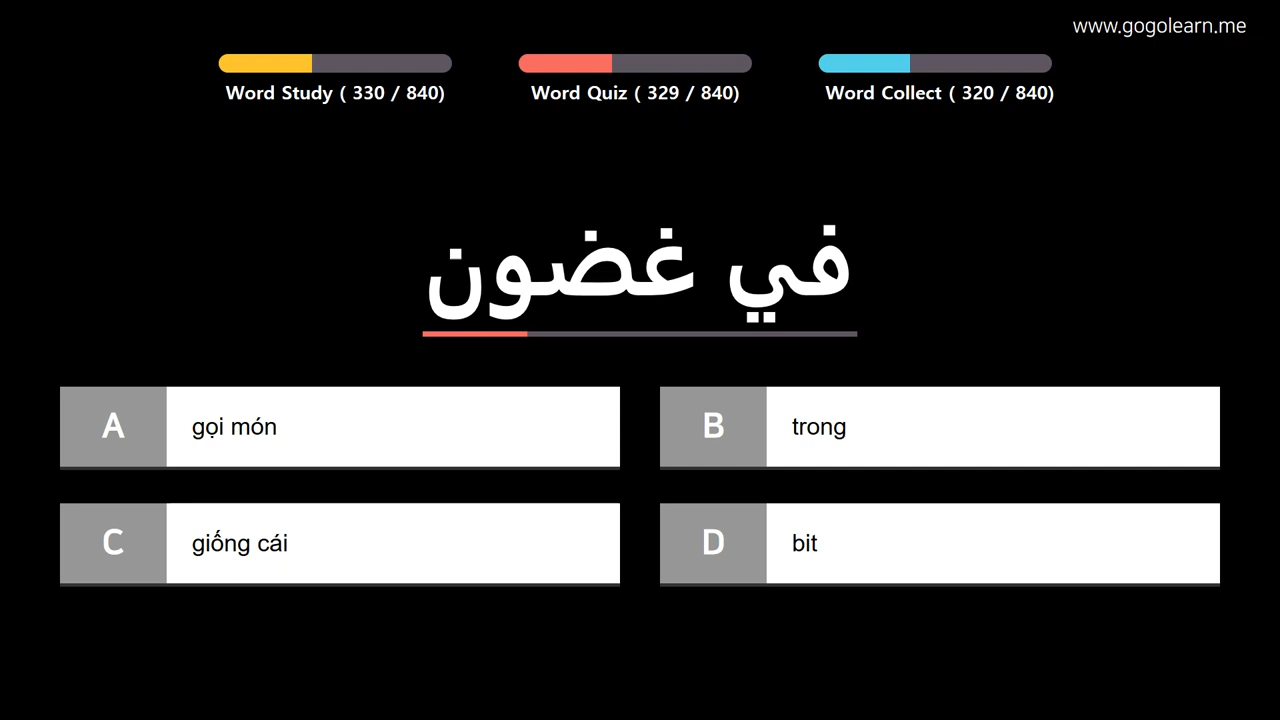 www.gogolearn.me
Word Study ( 330 / 840)
Word Quiz ( 329 / 840)
Word Collect ( 320 / 840)
في غضون
A
gọi món
B
trong
C
giống cái
D
bit